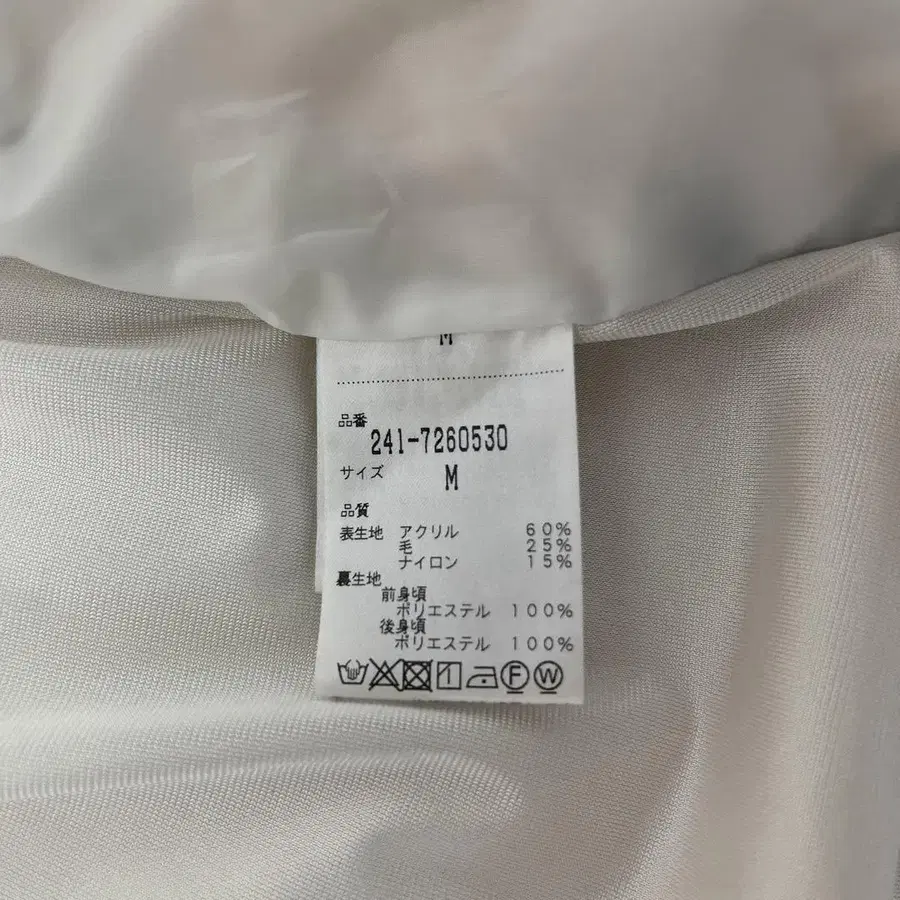 M
品番
241-7260530
サイズ M
品質
表生地 アクリル 60%
毛 25%
ナイロン 15%
裏生地
前身頃
ポリエステル 100%
後身頃
ポリエステル 100%
F W